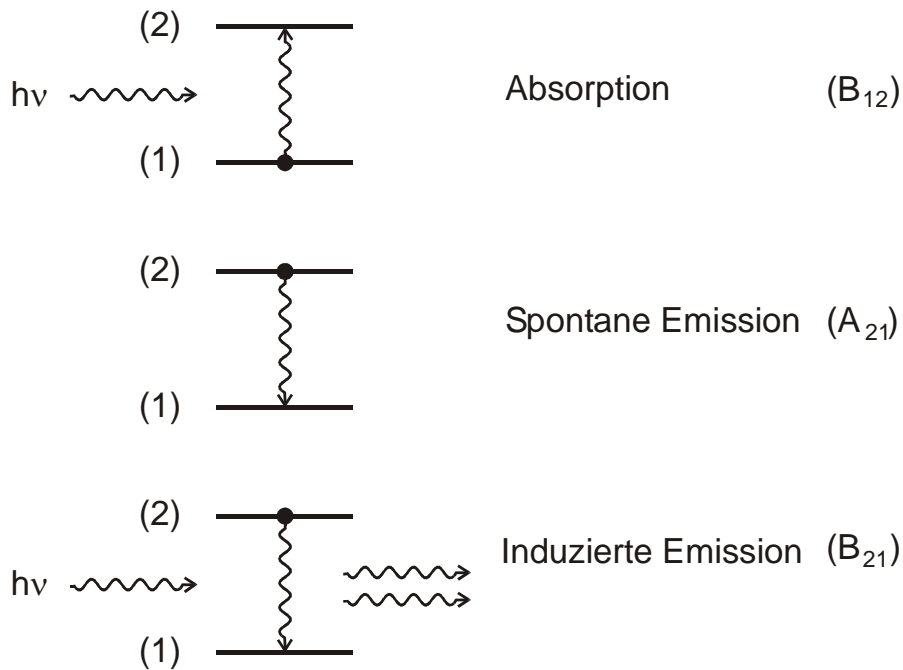 (2)
hν Absorption (B₁₂)
(1)
(2)
Spontane Emission (A₂₁)
(1)
(2)
Induzierte Emission (B₂₁)
hν
(1)